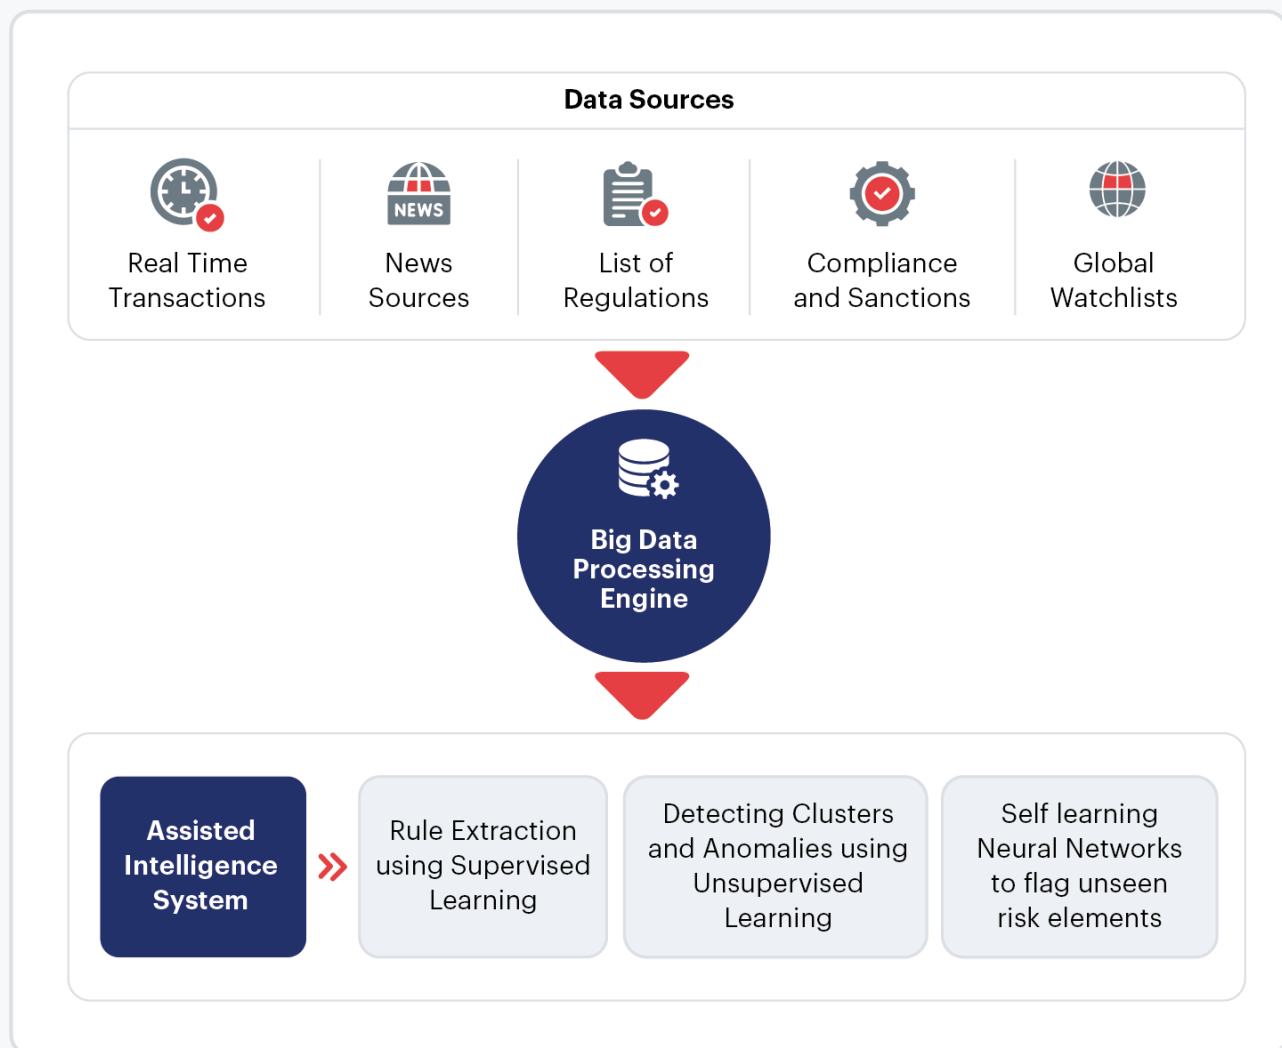 Data Sources
NEWS
Real Time
Transactions
News
Sources
List of
Regulations
Compliance
and Sanctions
Global
Watchlists
Big Data
Processing
Engine
Assisted
Intelligence
System
Rule Extraction
using Supervised
Learning
Detecting Clusters
and Anomalies using
Unsupervised
Learning
Self learning
Neural Networks
to flag unseen
risk elements